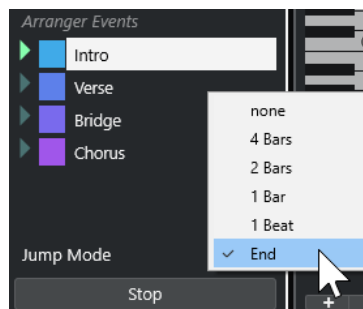 Arranger Events
Intro
Verse
Bridge
Chorus
none
4 Bars
2 Bars
1 Bar
1 Beat
✓ End
Jump Mode
Stop
+